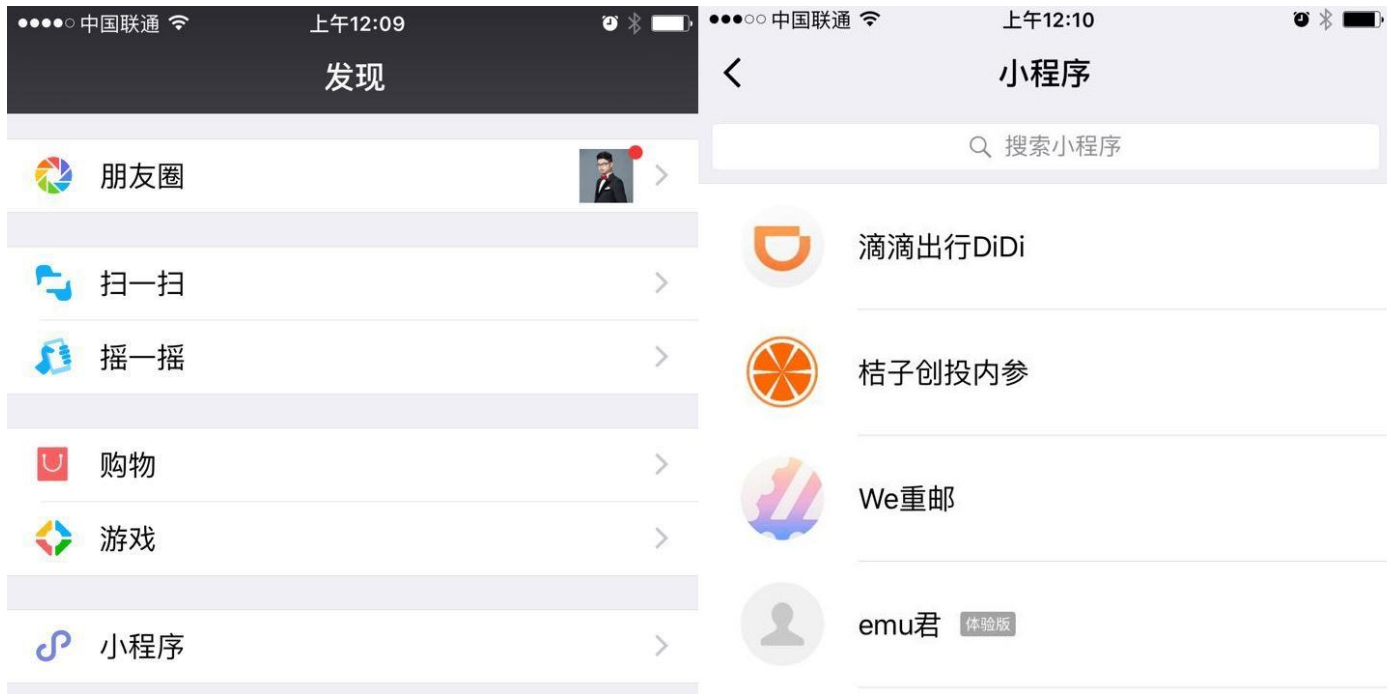 中国联通
上午12:09
发现
朋友圈
扫一扫
摇一摇
购物
游戏
小程序
中国联通
上午12:10
小程序
搜索小程序
滴滴出行DiDi
桔子创投内参
We重邮
emu君 体验版